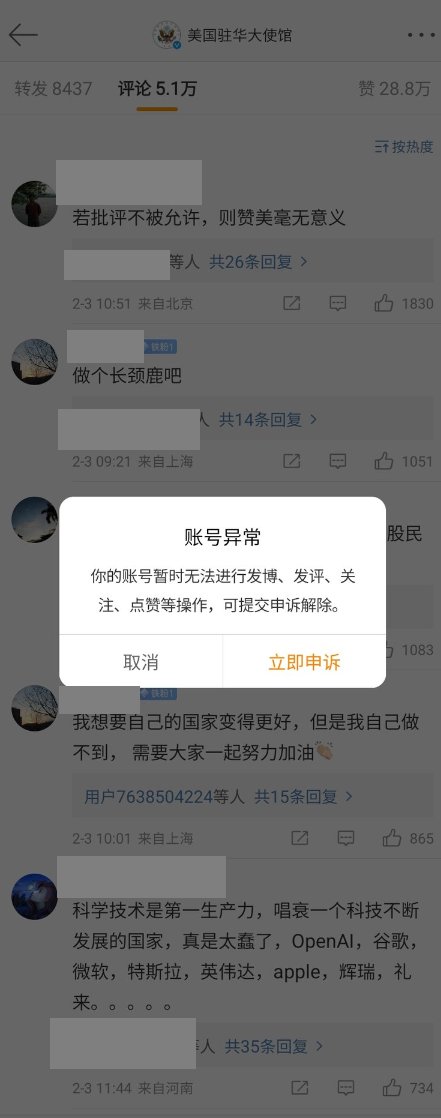 美国驻华大使馆
转发 8437 评论 5.1万 赞 28.8万
按热度
若批评不被允许，则赞美毫无意义
等人 共26条回复
2-3 10:51 来自北京 1830
铁粉1
做个长颈鹿吧
人 共14条回复
2-3 09:21 来自上海 1051
股民
账号异常
你的账号暂时无法进行发博、发评、关
注、点赞等操作，可提交申诉解除。
1083
取消 立即申诉
铁粉1
我想要自己的国家变得更好，但是我自己做
不到， 需要大家一起努力加油👏🏻
用户7638504224等人 共15条回复
2-3 10:01 来自上海 865
科学技术是第一生产力，唱衰一个科技不断
发展的国家，真是太蠢了，OpenAI，谷歌，
微软，特斯拉，英伟达，apple，辉瑞，礼
来。。。。。
等人 共35条回复
2-3 11:44 来自河南 734